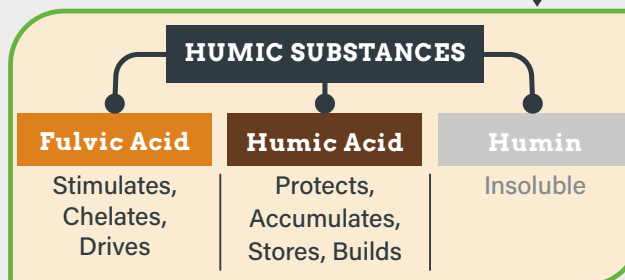 HUMIC SUBSTANCES
Fulvic Acid
Stimulates,
Chelates,
Drives
Humic Acid
Protects,
Accumulates,
Stores, Builds
Humin
Insoluble